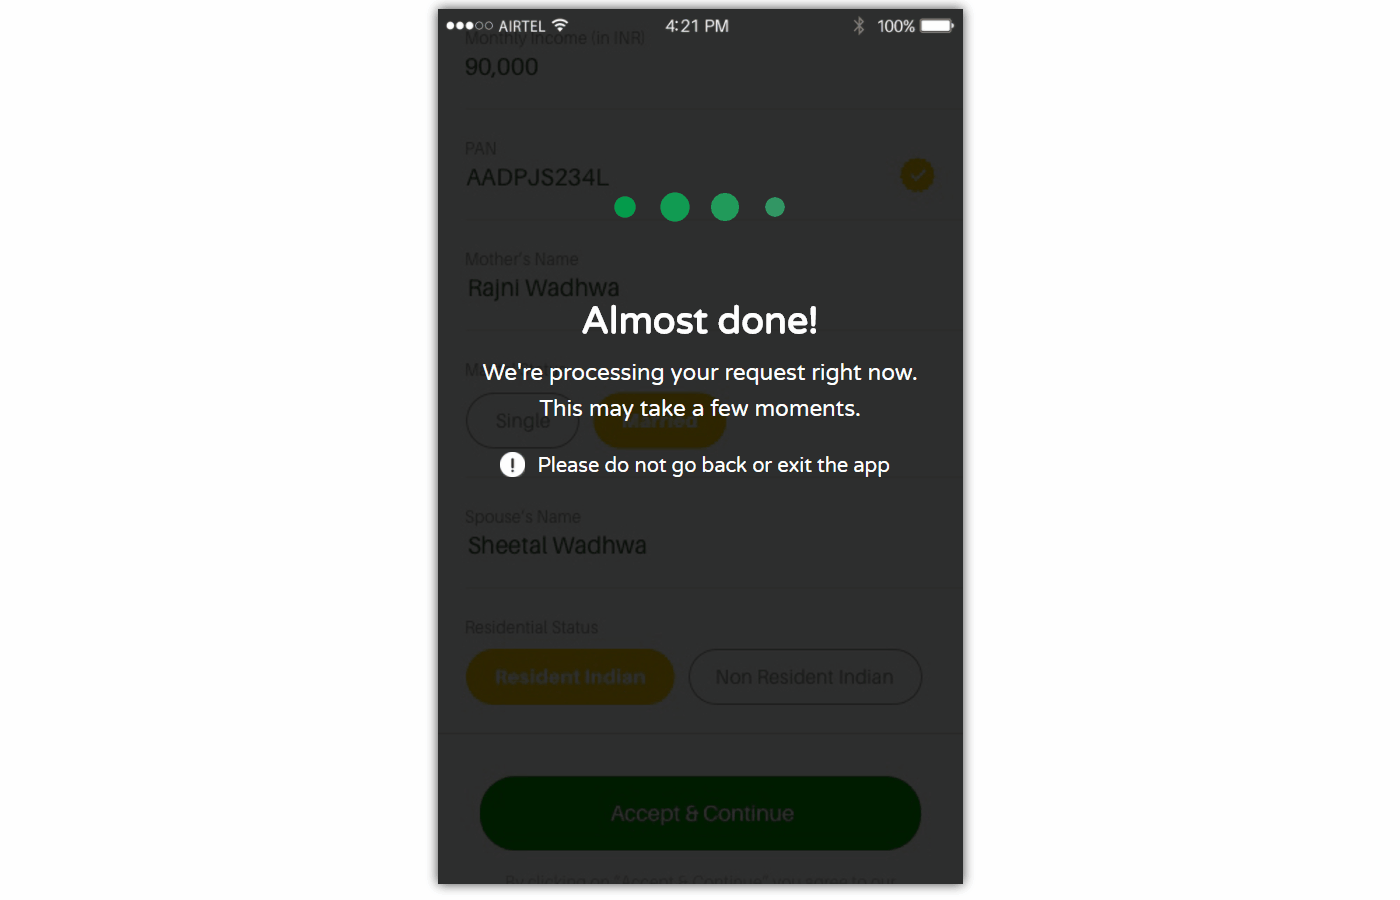 AIRTEL 4:21 PM 100%
Monthly Income (in INR)
90,000
PAN
AADPJS234L
Mother's Name
Rajni Wadhwa
Almost done!
We're processing your request right now.
This may take a few moments.
Single Married
! Please do not go back or exit the app
Spouse's Name
Sheetal Wadhwa
Residential Status
Resident Indian Non Resident Indian
Accept & Continue
By clicking on "Accept & Continue" you agree to our